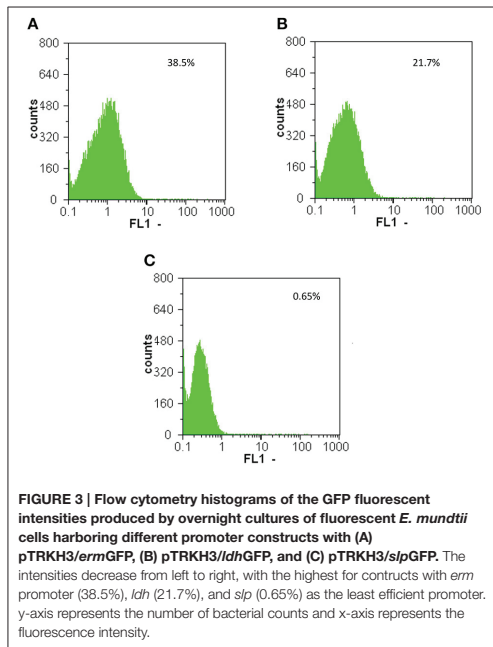 A
800
640
480
320
160
0
counts
38.5%
0.1 1 10 100 1000
FL1 -
B
800
640
480
320
160
0
counts
21.7%
0.1 1 10 100 1000
FL1 -
C
800
640
480
320
160
0
counts
0.65%
0.1 1 10 100 1000
FL1 -
FIGURE 3 | Flow cytometry histograms of the GFP fluorescent
intensities produced by overnight cultures of fluorescent E. mundtii
cells harboring different promoter constructs with (A)
pTRKH3/ermGFP, (B) pTRKH3/ldhGFP, and (C) pTRKH3/slpGFP. The
intensities decrease from left to right, with the highest for contructs with erm
promoter (38.5%), ldh (21.7%), and slp (0.65%) as the least efficient promoter.
y-axis represents the number of bacterial counts and x-axis represents the
fluorescence intensity.